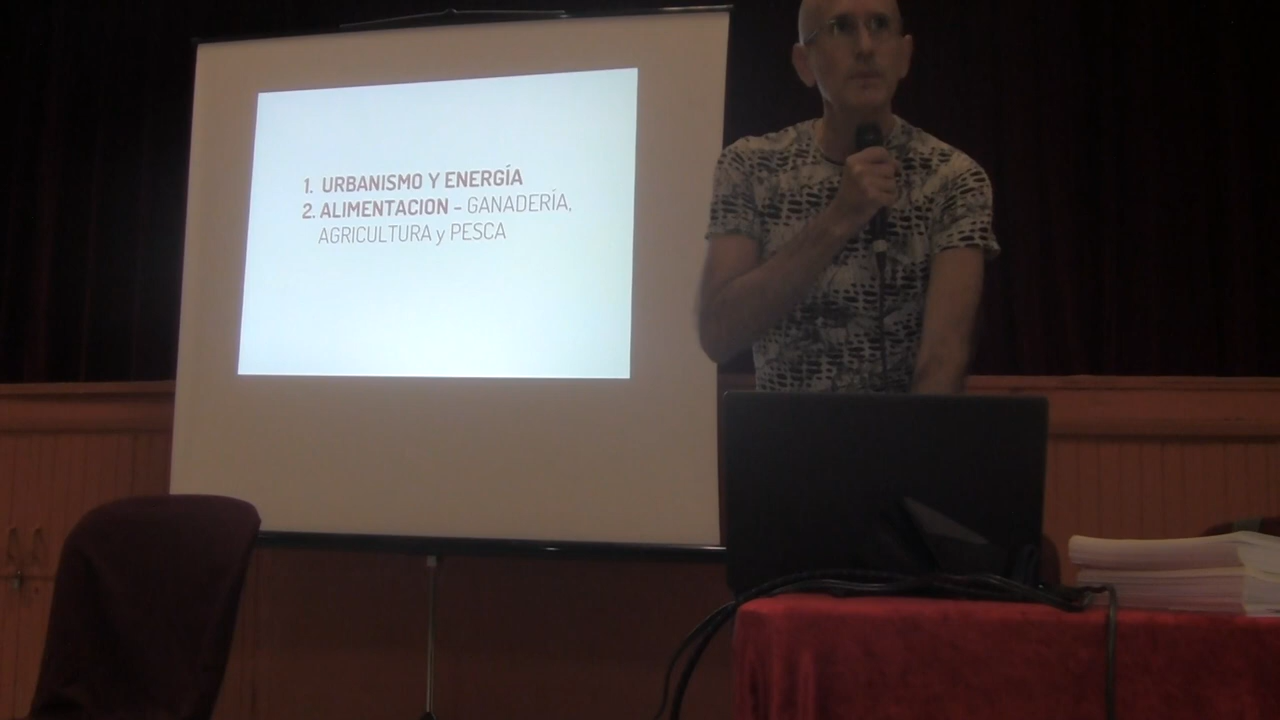 1. URBANISMO Y ENERGÍA
2. ALIMENTACION - GANADERÍA,
AGRICULTURA y PESCA